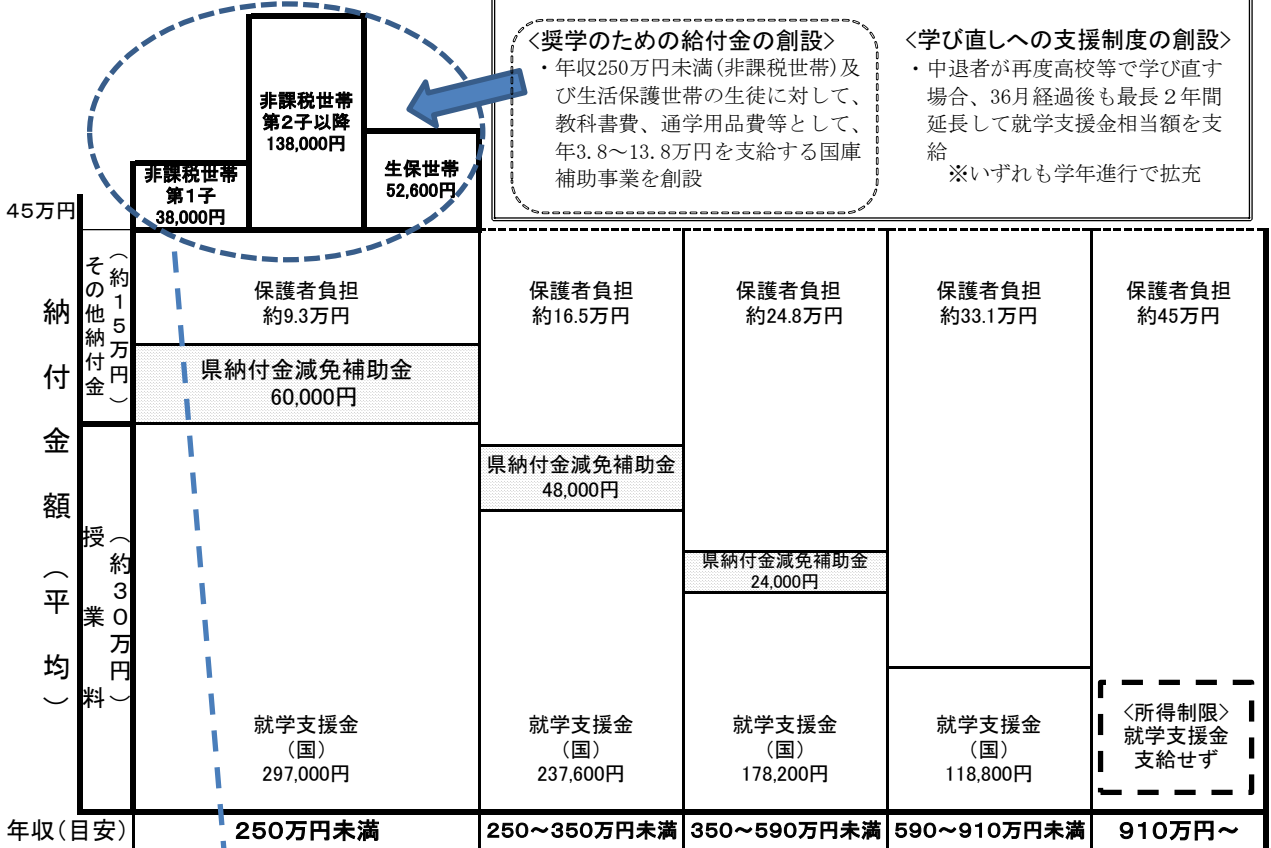 <奨学のための給付金の創設>
・年収250万円未満(非課税世帯)及
び生活保護世帯の生徒に対して、
教科書費、通学用品費等として、
年3.8～13.8万円を支給する国庫
補助事業を創設
<学び直しへの支援制度の創設>
・中退者が再度高校等で学び直す
場合、36月経過後も最長２年間
延長して就学支援金相当額を支
給
※いずれも学年進行で拡充
非課税世帯
第1子
38,000円
非課税世帯
第2子以降
138,000円
生保世帯
52,600円
45万円
納付金額（平均）
その他納付金
（約１５万円）
授業料
（約３０万円）
保護者負担
約9.3万円
県納付金減免補助金
60,000円
就学支援金
(国)
297,000円
保護者負担
約16.5万円
県納付金減免補助金
48,000円
就学支援金
(国)
237,600円
保護者負担
約24.8万円
県納付金減免補助金
24,000円
就学支援金
(国)
178,200円
保護者負担
約33.1万円
就学支援金
(国)
118,800円
保護者負担
約45万円
<所得制限>
就学支援金
支給せず
年収(目安)
250万円未満
250～350万円未満
350～590万円未満
590～910万円未満
910万円～